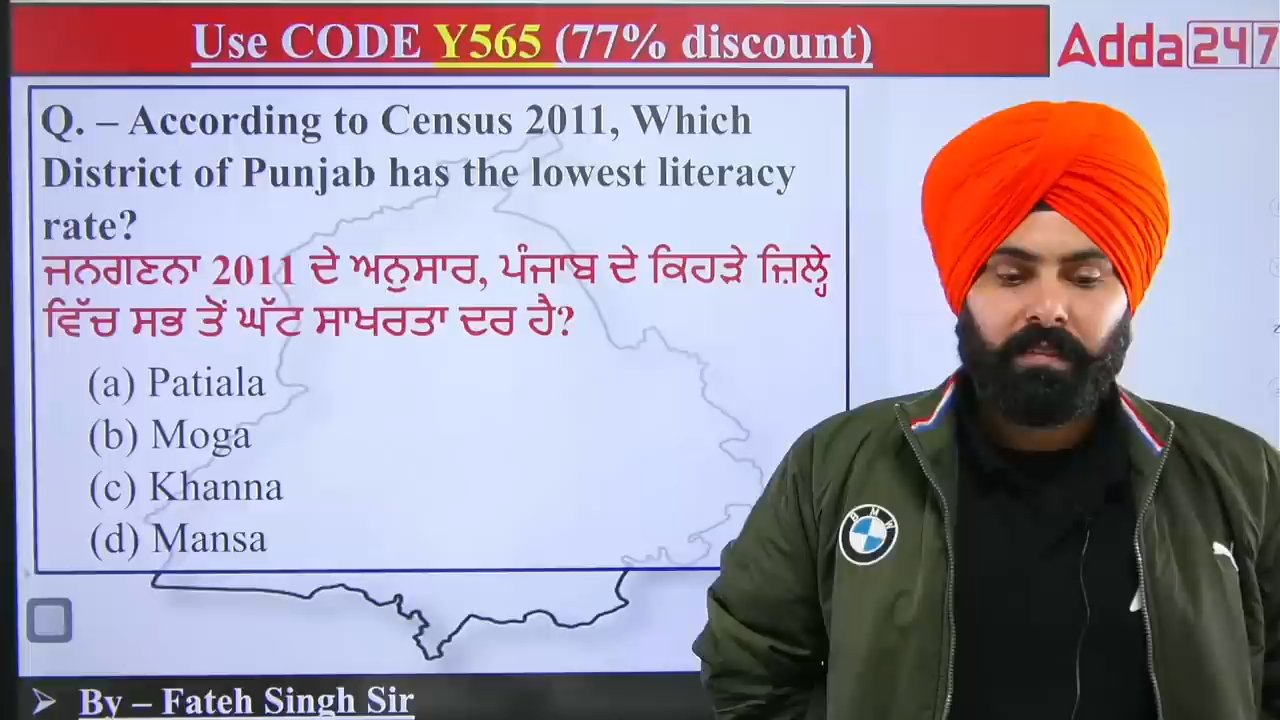 Use CODE Y565 (77% discount)
Adda247
Q. – According to Census 2011, Which
District of Punjab has the lowest literacy
rate?
ਜਨਗਣਨਾ 2011 ਦੇ ਅਨੁਸਾਰ, ਪੰਜਾਬ ਦੇ ਕਿਹੜੇ ਜ਼ਿਲ੍ਹੇ
ਵਿੱਚ ਸਭ ਤੋਂ ਘੱਟ ਸਾਖਰਤਾ ਦਰ ਹੈ?
(a) Patiala
(b) Moga
(c) Khanna
(d) Mansa
BMW
➢ By – Fateh Singh Sir